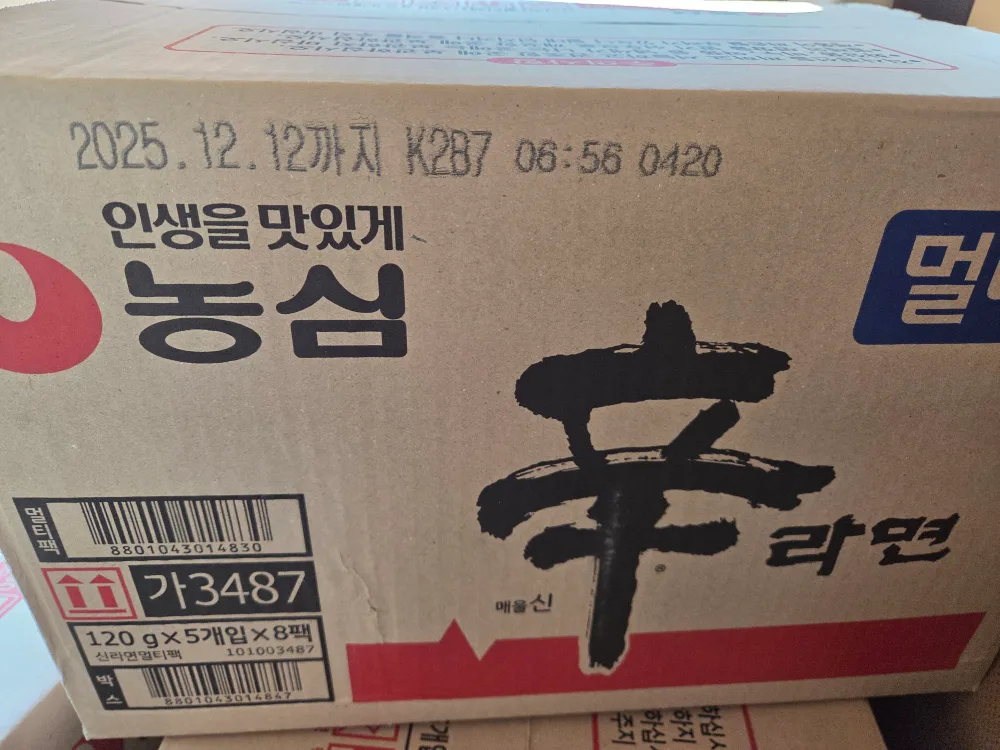 2025.12.12까지 K2B7 06:56 0420
인생을 맛있게
농심
멀
辛라면
매울신
멀티팩
8801043014830
가3487
120 g×5개입×8팩
신라면멀티팩 101003487
박스
8801043014847